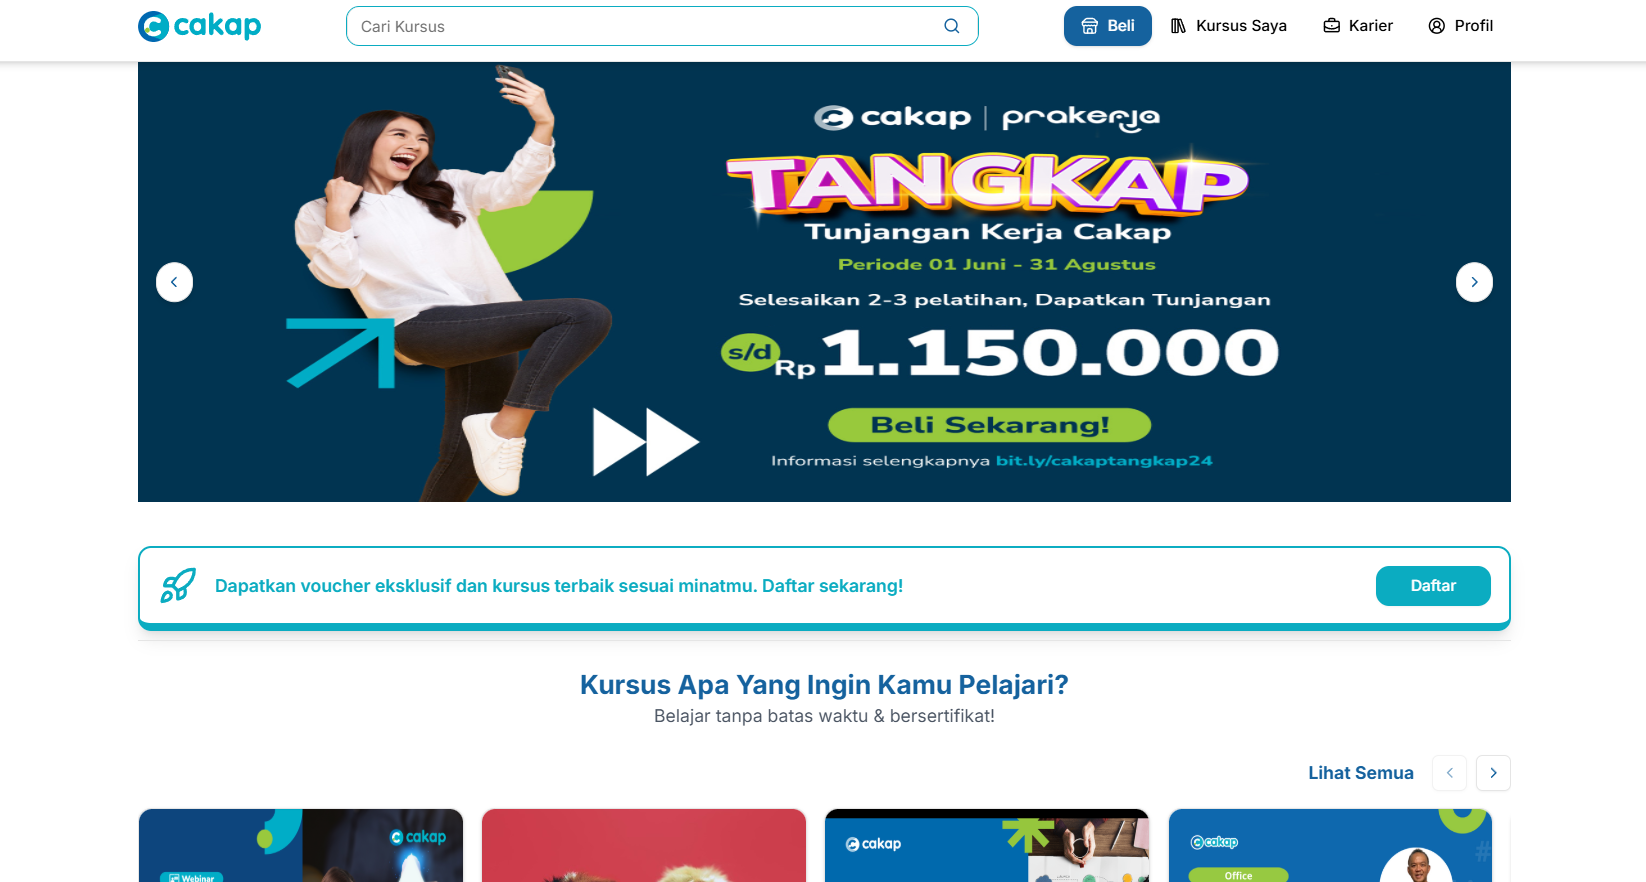 cakap
Cari Kursus
Beli
Kursus Saya
Karier
Profil
cakap | prakerja
TANGKAP
Tunjangan Kerja Cakap
Periode 01 Juni - 31 Agustus
Selesaikan 2-3 pelatihan, Dapatkan Tunjangan
s/d Rp 1.150.000
Beli Sekarang!
Informasi selengkapnya bit.ly/cakaptangkap24
Dapatkan voucher eksklusif dan kursus terbaik sesuai minatmu. Daftar sekarang!
Daftar
Kursus Apa Yang Ingin Kamu Pelajari?
Belajar tanpa batas waktu & bersertifikat!
Lihat Semua
cakap
Webinar
cakap
cakap
Office
#